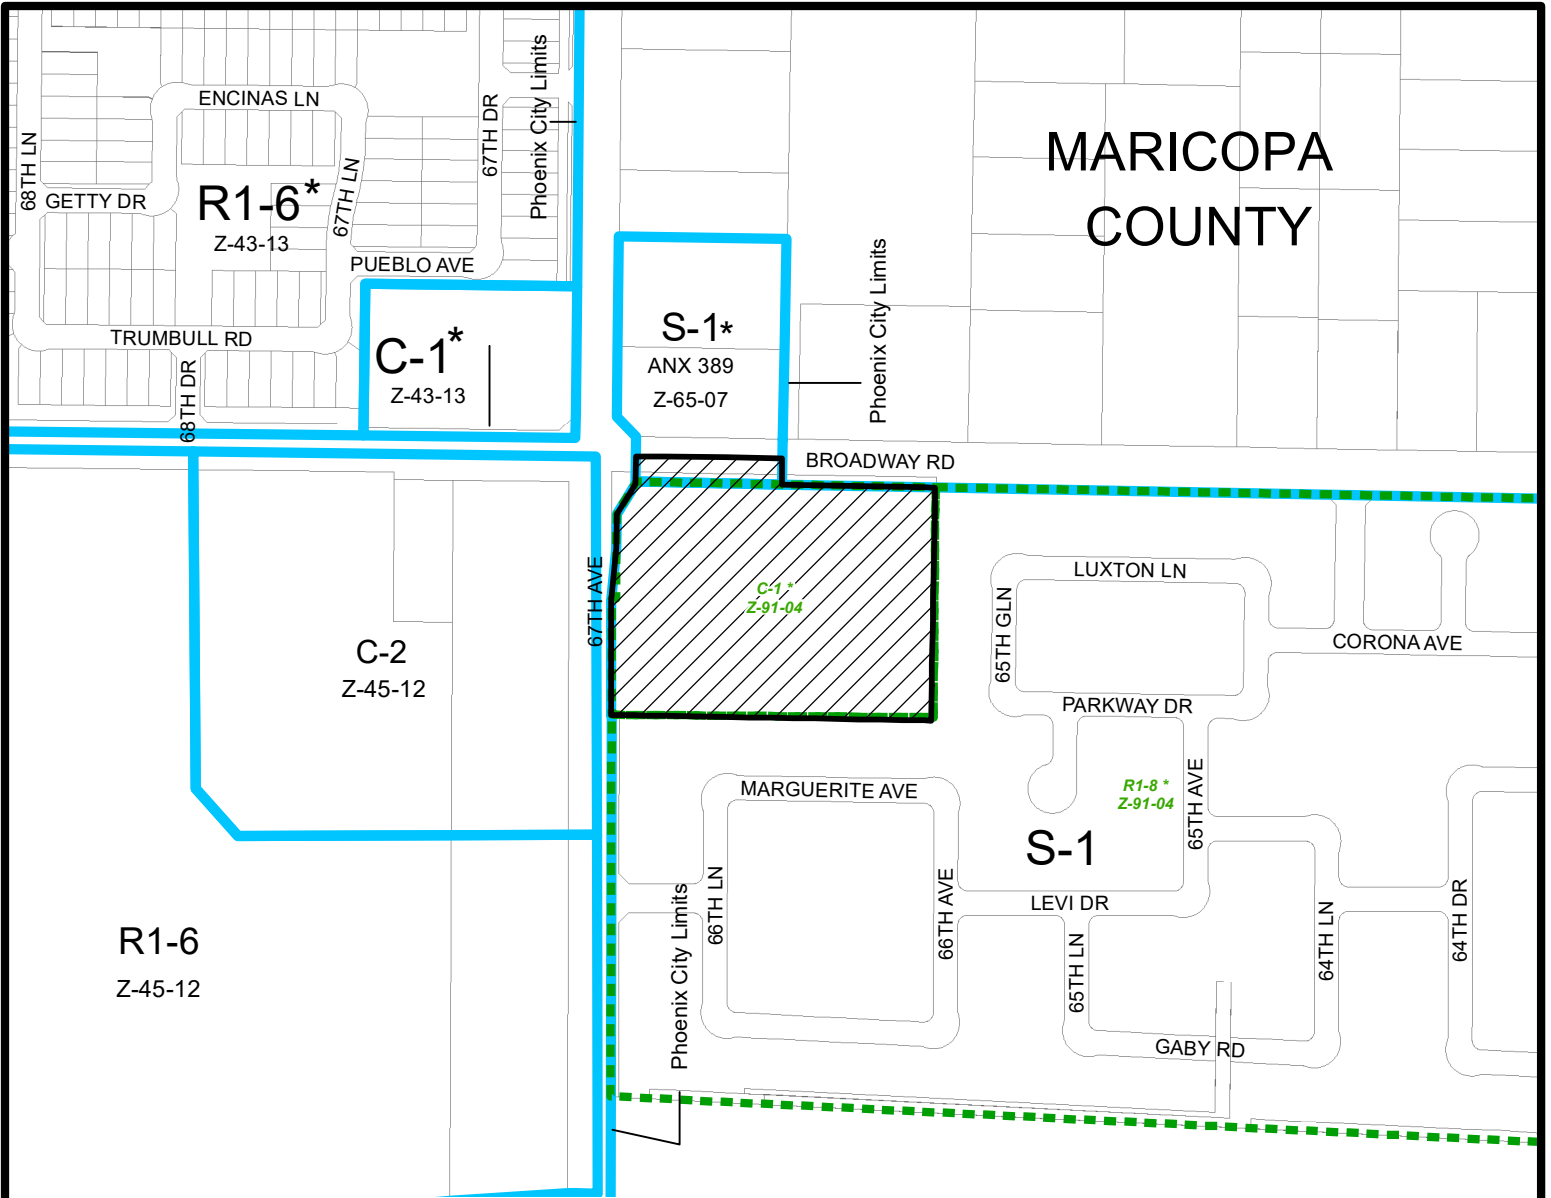 ENCINAS LN
67TH DR
Phoenix City Limits
68TH LN
GETTY DR
R1-6*
Z-43-13
67TH LN
PUEBLO AVE
MARICOPA
COUNTY
TRUMBULL RD
68TH DR
C-1*
Z-43-13
S-1*
ANX 389
Z-65-07
Phoenix City Limits
BROADWAY RD
67TH AVE
C-1 *
Z-91-04
C-2
Z-45-12
LUXTON LN
65TH GLN
CORONA AVE
PARKWAY DR
R1-8 *
Z-91-04
65TH AVE
MARGUERITE AVE
S-1
66TH LN
66TH AVE
LEVI DR
65TH LN
64TH LN
64TH DR
R1-6
Z-45-12
Phoenix City Limits
GABY RD